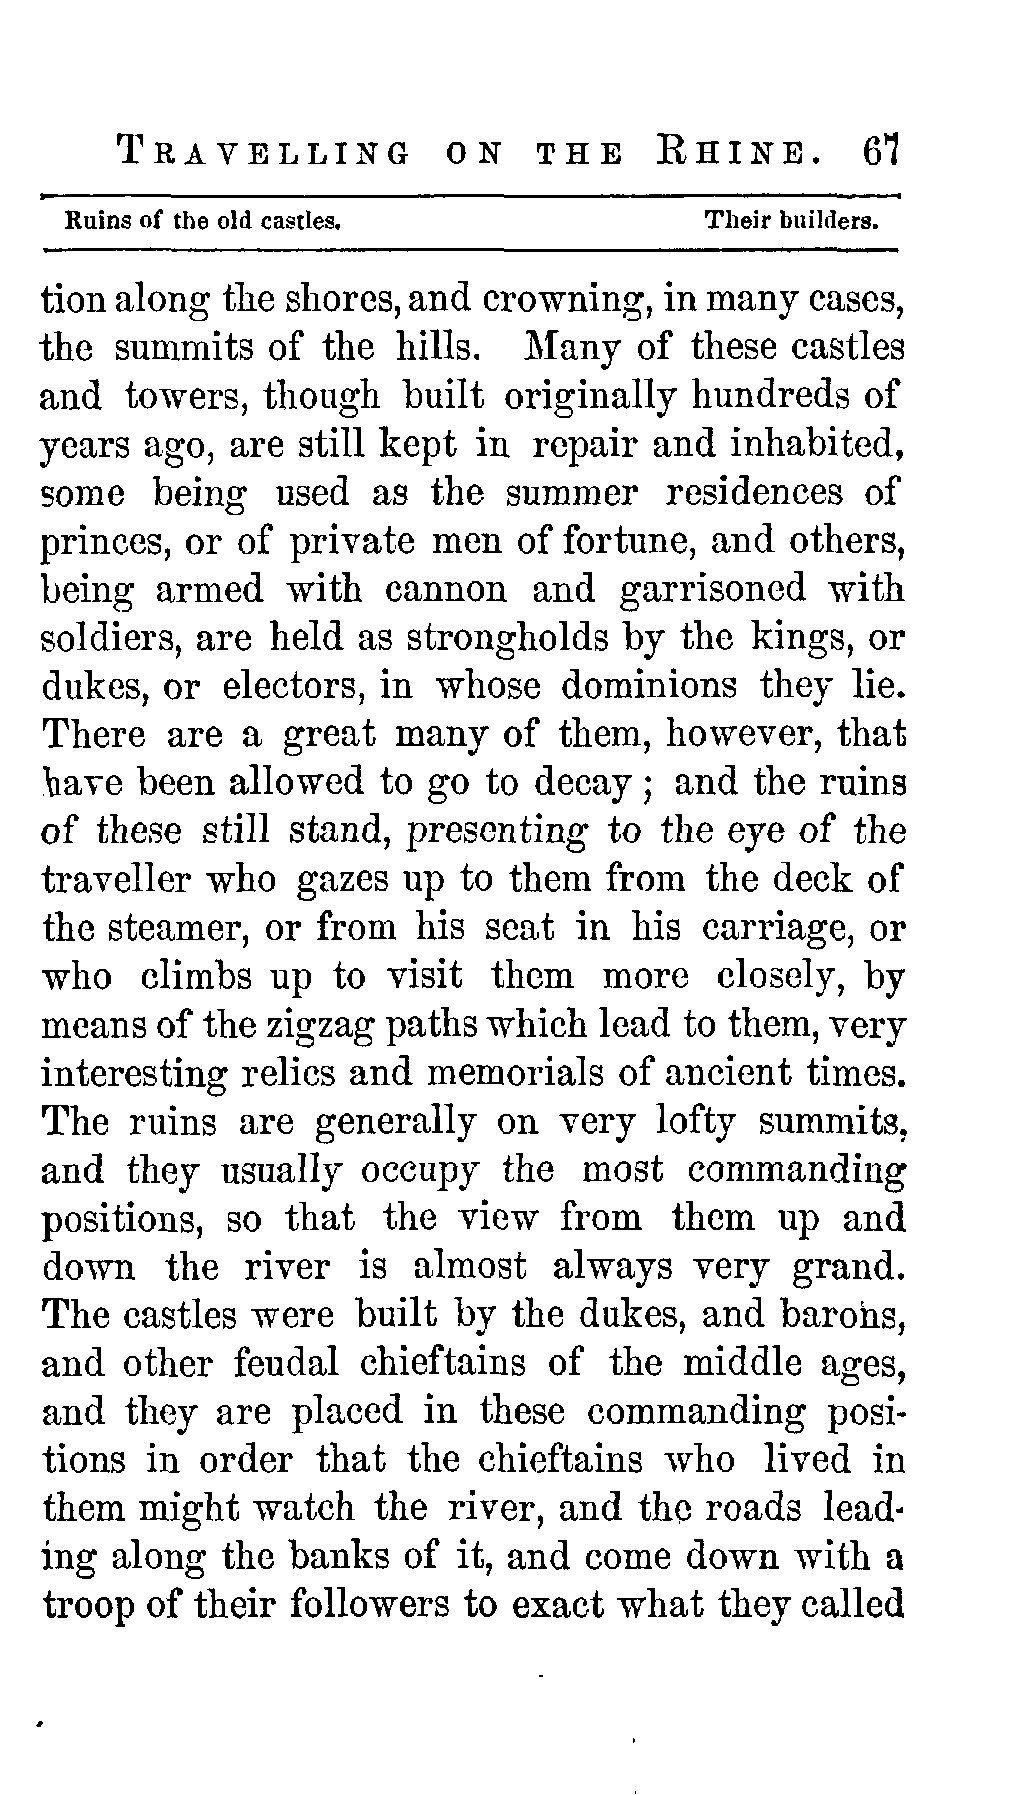 TRAVELLING ON THE RHINE. 67
Ruins of the old castles. Their builders.
tion along the shores, and crowning, in many cases,
the summits of the hills. Many of these castles
and towers, though built originally hundreds of
years ago, are still kept in repair and inhabited,
some being used as the summer residences of
princes, or of private men of fortune, and others,
being armed with cannon and garrisoned with
soldiers, are held as strongholds by the kings, or
dukes, or electors, in whose dominions they lie.
There are a great many of them, however, that
have been allowed to go to decay; and the ruins
of these still stand, presenting to the eye of the
traveller who gazes up to them from the deck of
the steamer, or from his seat in his carriage, or
who climbs up to visit them more closely, by
means of the zigzag paths which lead to them, very
interesting relics and memorials of ancient times.
The ruins are generally on very lofty summits,
and they usually occupy the most commanding
positions, so that the view from them up and
down the river is almost always very grand.
The castles were built by the dukes, and barons,
and other feudal chieftains of the middle ages,
and they are placed in these commanding posi-
tions in order that the chieftains who lived in
them might watch the river, and the roads lead-
ing along the banks of it, and come down with a
troop of their followers to exact what they called